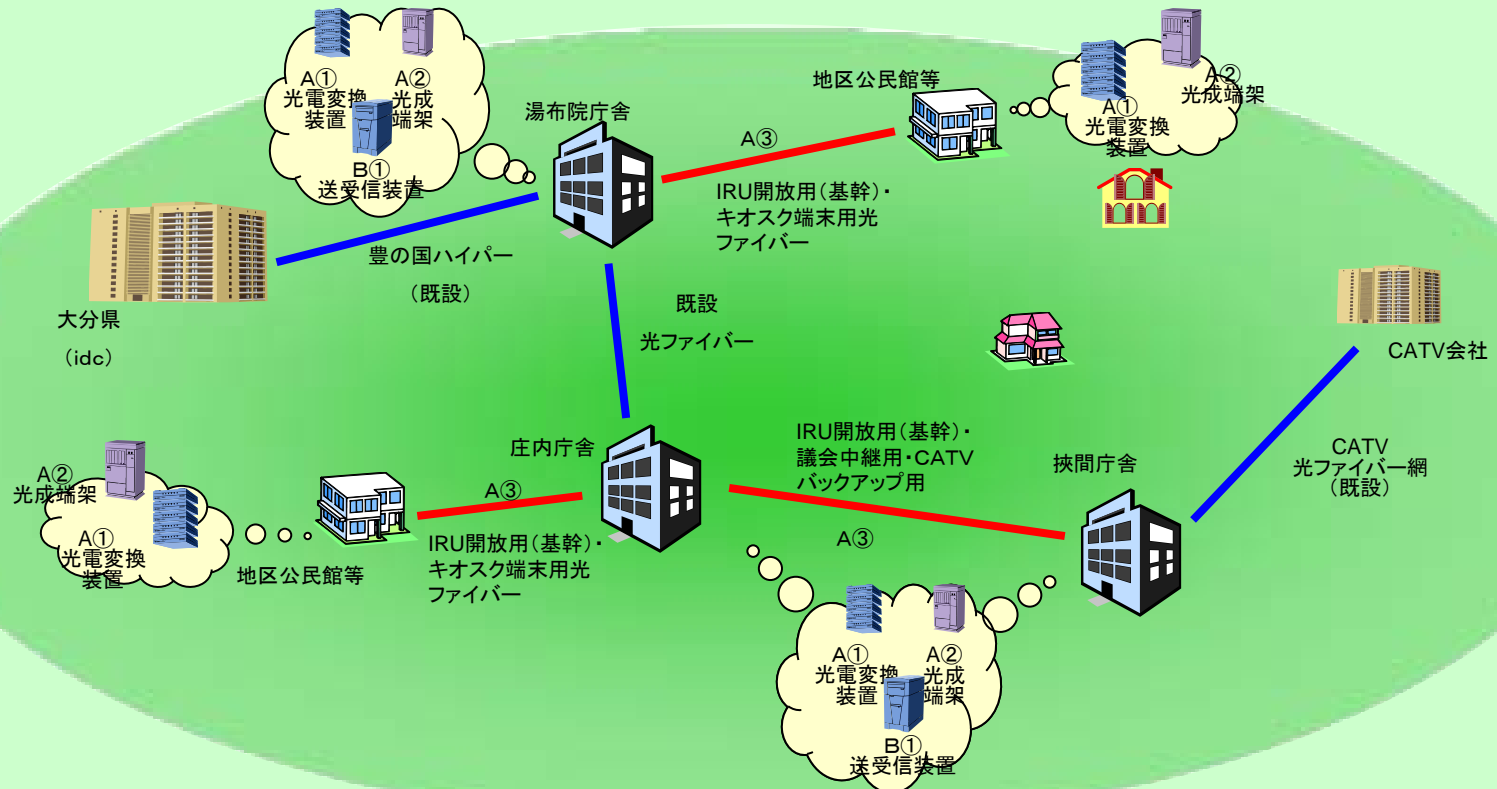 A①
光電変換
装置
A②
光成
端架
B①
送受信装置
湯布院庁舎
地区公民館等
A②
光成端架
A①
光電変換
装置
A③
IRU開放用(基幹)・
キオスク端末用光
ファイバー
豊の国ハイパー
(既設)
大分県
(idc)
既設
光ファイバー
CATV会社
CATV
光ファイバー網
(既設)
庄内庁舎
IRU開放用(基幹)・
議会中継用・CATV
バックアップ用
A③
挾間庁舎
A②
光成端架
A①
光電変換
装置
地区公民館等
A③
IRU開放用(基幹)・
キオスク端末用光
ファイバー
A①
光電変換
装置
A②
光成
端架
B①
送受信装置